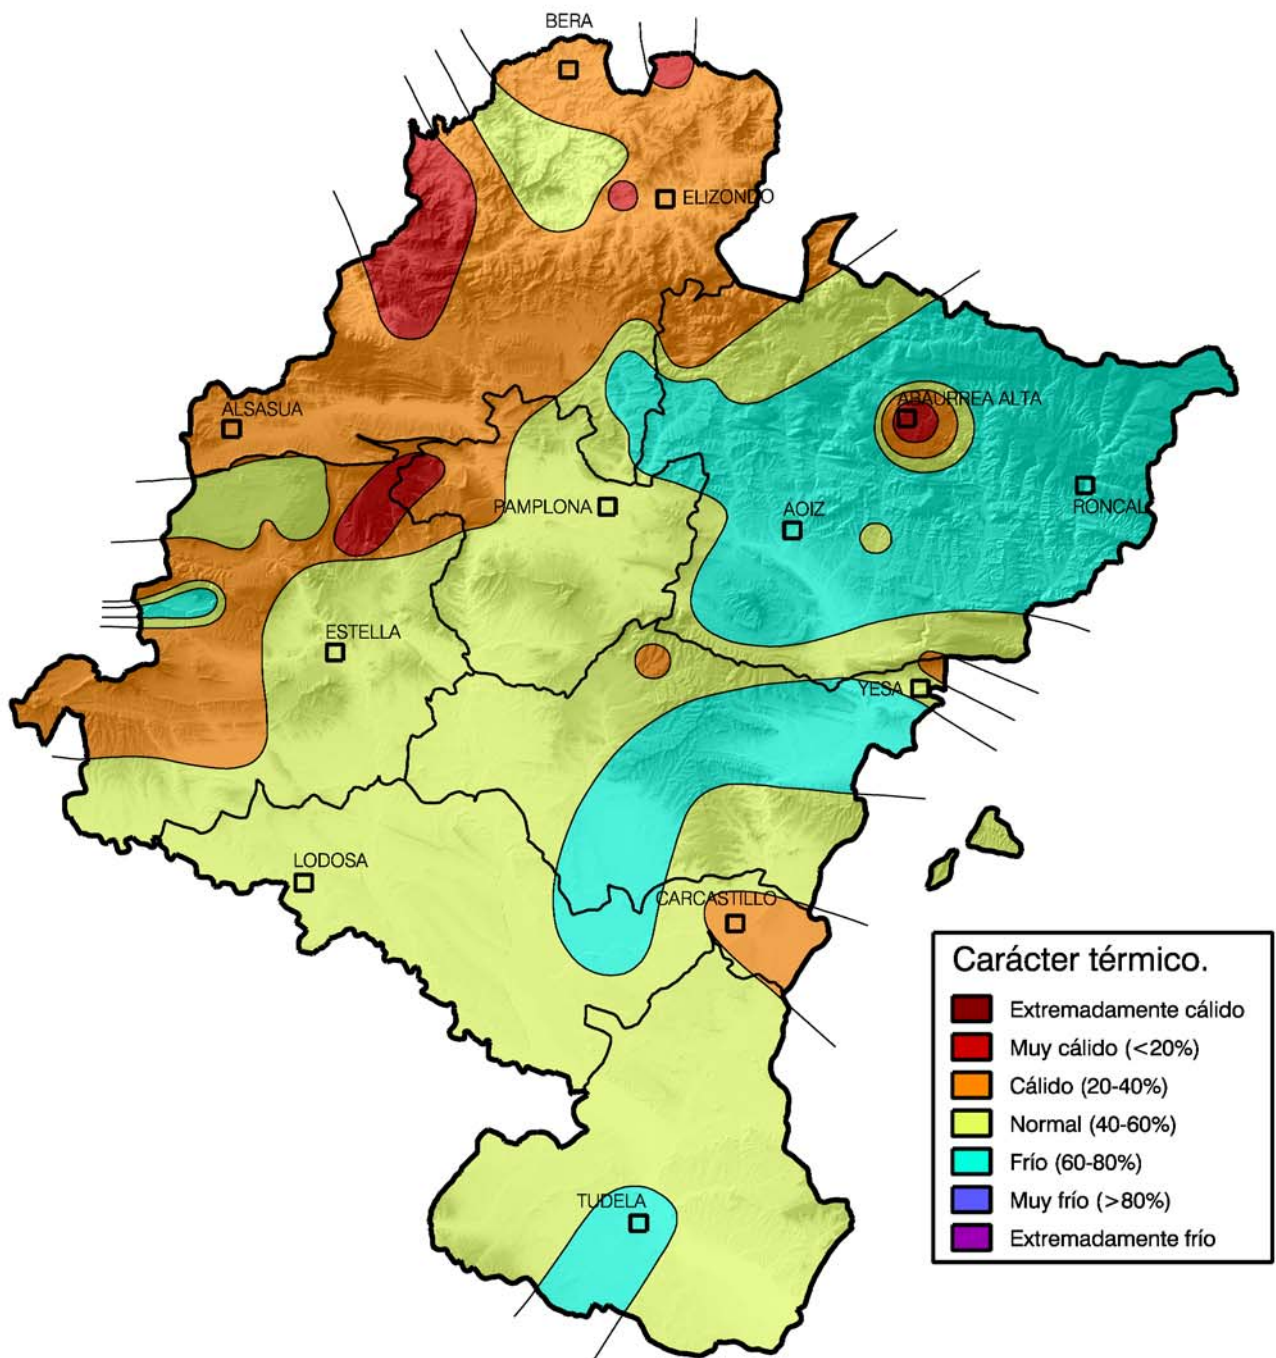 BERA
ELIZONDO
ABAURREA ALTA
ALSASUA
PAMPLONA
AOIZ
RONCAL
ESTELLA
YESA
LODOSA
CARCASTILLO
TUDELA
Carácter térmico.
Extremadamente cálido
Muy cálido (<20%)
Cálido (20-40%)
Normal (40-60%)
Frío (60-80%)
Muy frío (>80%)
Extremadamente frío